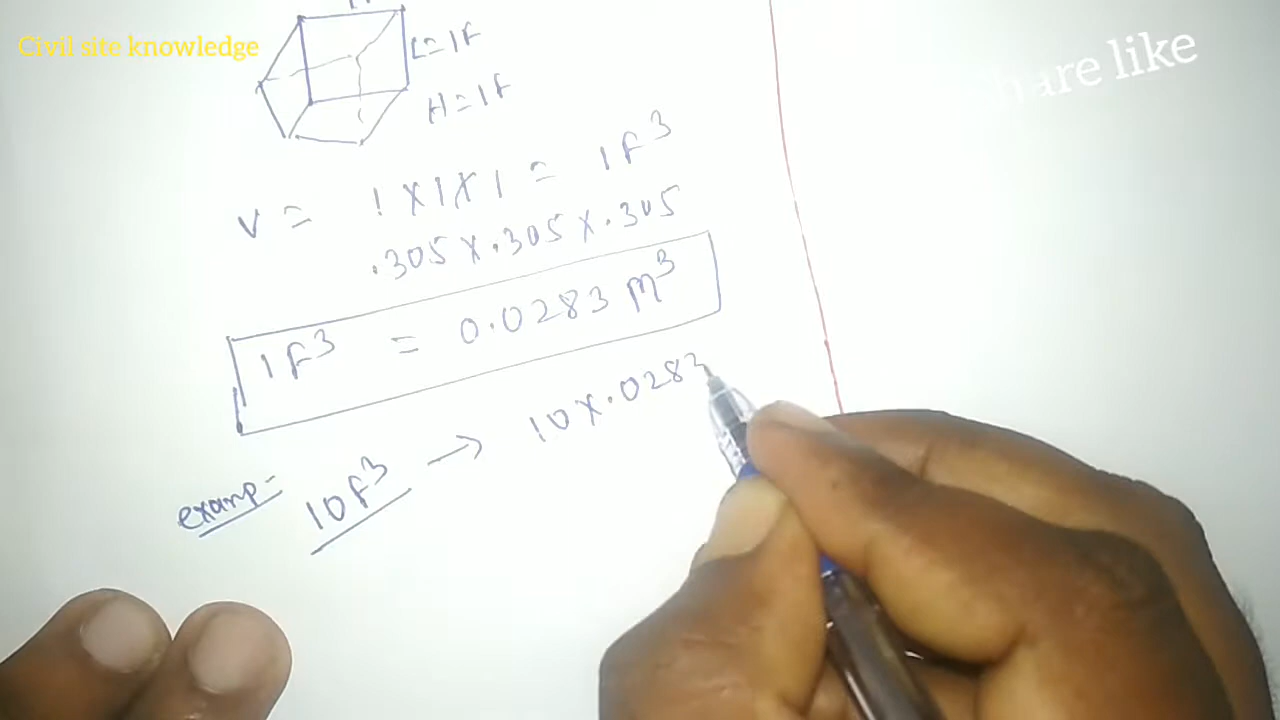 Civil site knowledge
hare like
L = 1F
H = 1F
V = 1 X 1 X 1 = 1F³
.305 X .305 X .305
1F³ = 0.0283 M³
examp- 10F³ → 10 X .0283